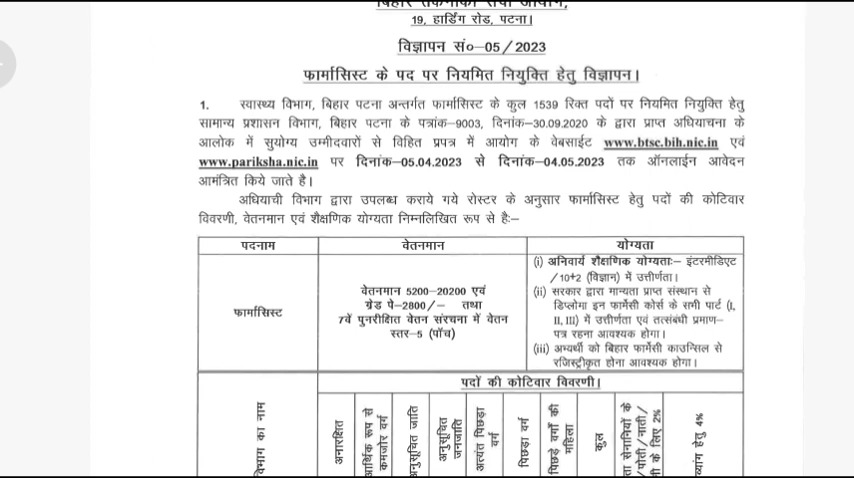 बिहार तकनीकी सेवा आयोग,
19, हार्डिंग रोड, पटना।
विज्ञापन सं०–05/2023
फार्मासिस्ट के पद पर नियमित नियुक्ति हेतु विज्ञापन।
1. स्वास्थ्य विभाग, बिहार पटना अन्तर्गत फार्मासिस्ट के कुल 1539 रिक्त पदों पर नियमित नियुक्ति हेतु
सामान्य प्रशासन विभाग, बिहार पटना के पत्रांक–9003, दिनांक–30.09.2020 के द्वारा प्राप्त अधियाचना के
आलोक में सुयोग्य उम्मीदवारों से विहित प्रपत्र में आयोग के वेबसाईट www.btsc.bih.nic.in एवं
www.pariksha.nic.in पर दिनांक–05.04.2023 से दिनांक–04.05.2023 तक ऑनलाईन आवेदन
आमंत्रित किये जाते है।
अधियाची विभाग द्वारा उपलब्ध कराये गये रोस्टर के अनुसार फार्मासिस्ट हेतु पदों की कोटिवार
विवरणी, वेतनमान एवं शैक्षणिक योग्यता निम्नलिखित रूप से है:–
पदनाम वेतनमान योग्यता
फार्मासिस्ट
वेतनमान 5200–20200 एवं
ग्रेड पे–2800/– तथा
7वें पुनरीक्षित वेतन संरचना में वेतन
स्तर–5 (पाँच)
(i) अनिवार्य शैक्षणिक योग्यताः– इंटरमीडिएट
/10+2 (विज्ञान) में उत्तीर्णता।
(ii) सरकार द्वारा मान्यता प्राप्त संस्थान से
डिप्लोमा इन फार्मेसी कोर्स के सभी पार्ट (I,
II, III) में उत्तीर्णता एवं तत्संबंधी प्रमाण–
पत्र रहना आवश्यक होगा।
(iii) अभ्यर्थी को बिहार फार्मेसी काउन्सिल से
रजिस्ट्रीकृत होना आवश्यक होगा।
पदों की कोटिवार विवरणी।
विभाग का नाम
अनारक्षित
आर्थिक रूप से
कमजोर वर्ग
अनुसूचित जाति
अनुसूचित
जनजाति
अत्यंत पिछड़ा
वर्ग
पिछड़ा वर्ग
पिछड़े वर्गों की
महिला
कुल
ता सेनानियों के
/पोती/नाती/
ी के लिए 2%
व्यांग हेतु 4%